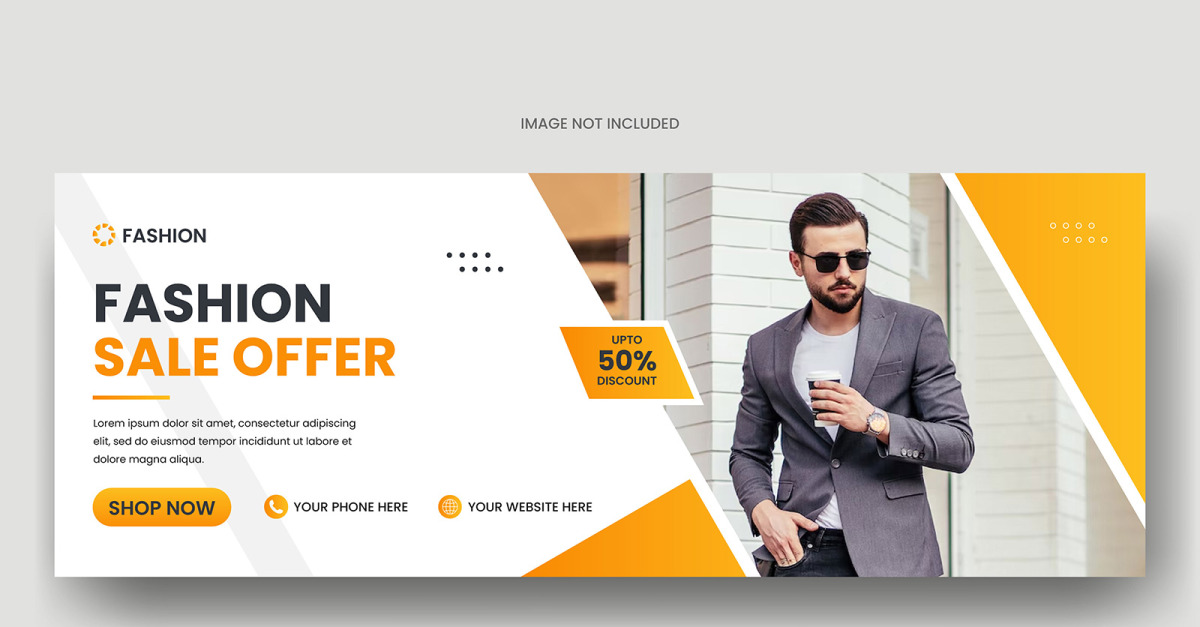 IMAGE NOT INCLUDED
FASHION
FASHION
SALE OFFER
Lorem ipsum dolor sit amet, consectetur adipiscing
elit, sed do eiusmod tempor incididunt ut labore et
dolore magna aliqua.
SHOP NOW
YOUR PHONE HERE
YOUR WEBSITE HERE
UPTO
50%
DISCOUNT